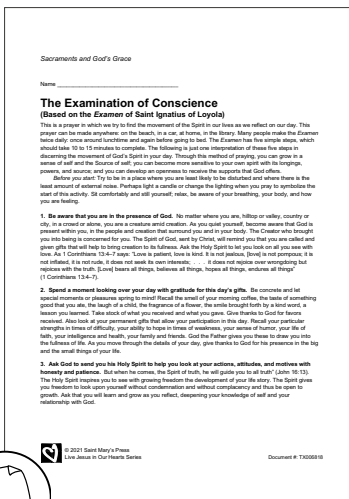 Sacraments and God's Grace
Name
The Examination of Conscience
(Based on the Examen of Saint Ignatius of Loyola)
This is a prayer in which we try to find the movement of the Spirit in our lives as we reflect on our day. This
prayer can be made anywhere: on the beach, in a car, at home, in the library. Many people make the Examen
twice daily: once around lunchtime and again before going to bed. The Examen has five simple steps, which
should take 10 to 15 minutes to complete. The following is just one interpretation of these five steps in
discerning the movement of God's Spirit in your day. Through this method of praying, you can grow in a
sense of self and the Source of self; you can become more sensitive to your own spirit with its longings,
powers, and source; and you can develop an openness to receive the supports that God offers.
Before you start: Try to be in a place where you are least likely to be disturbed and where there is the
least amount of external noise. Perhaps light a candle or change the lighting when you pray to symbolize the
start of this activity. Sit comfortably and still yourself; relax, be aware of your breathing, your body, and how
you are feeling.
1. Be aware that you are in the presence of God. No matter where you are, hilltop or valley, country or
city, in a crowd or alone, you are a creature amid creation. As you quiet yourself, become aware that God is
present within you, in the people and creation that surround you and in your body. The Creator who brought
you into being is concerned for you. The Spirit of God, sent by Christ, will remind you that you are called and
given gifts that will help to bring creation to its fullness. Ask the Holy Spirit to let you look on all you see with
love. As 1 Corinthians 13:4–7 says: "Love is patient, love is kind. It is not jealous, [love] is not pompous; it is
not inflated, it is not rude, it does not seek its own interests; . . . it does not rejoice over wrongdoing but
rejoices with the truth. [Love] bears all things, believes all things, hopes all things, endures all things"
(1 Corinthians 13:4–7).
2. Spend a moment looking over your day with gratitude for this day's gifts. Be concrete and let
special moments or pleasures spring to mind! Recall the smell of your morning coffee, the taste of something
good that you ate, the laugh of a child, the fragrance of a flower, the smile brought forth by a kind word, a
lesson you learned. Take stock of what you received and what you gave. Give thanks to God for favors
received. Also look at your permanent gifts that allow your participation in this day. Recall your particular
strengths in times of difficulty, your ability to hope in times of weakness, your sense of humor, your life of
faith, your intelligence and health, your family and friends. God the Father gives you these to draw you into
the fullness of life. As you move through the details of your day, give thanks to God for his presence in the big
and the small things of your life.
3. Ask God to send you his Holy Spirit to help you look at your actions, attitudes, and motives with
honesty and patience. But when he comes, the Spirit of truth, he will guide you to all truth" (John 16:13).
The Holy Spirit inspires you to see with growing freedom the development of your life story. The Spirit gives
you freedom to look upon yourself without condemnation and without complacency and thus be open to
growth. Ask that you will learn and grow as you reflect, deepening your knowledge of self and your
relationship with God.
© 2021 Saint Mary's Press
Live Jesus in Our Hearts Series
Document #: TX006818